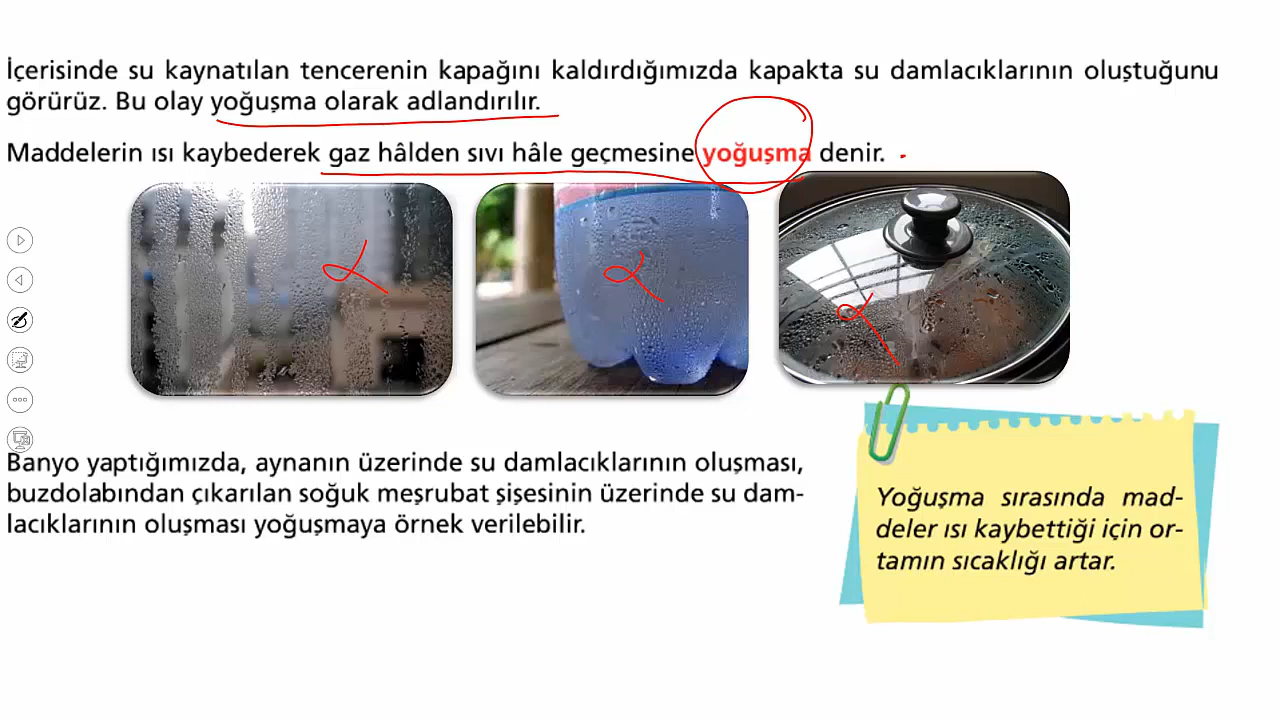 İçerisinde su kaynatılan tencerenin kapağını kaldırdığımızda kapakta su damlacıklarının oluştuğunu
görürüz. Bu olay yoğuşma olarak adlandırılır.
Maddelerin ısı kaybederek gaz hâlden sıvı hâle geçmesine yoğuşma denir.
Banyo yaptığımızda, aynanın üzerinde su damlacıklarının oluşması,
buzdolabından çıkarılan soğuk meşrubat şişesinin üzerinde su dam-
lacıklarının oluşması yoğuşmaya örnek verilebilir.
Yoğuşma sırasında mad-
deler ısı kaybettiği için or-
tamın sıcaklığı artar.